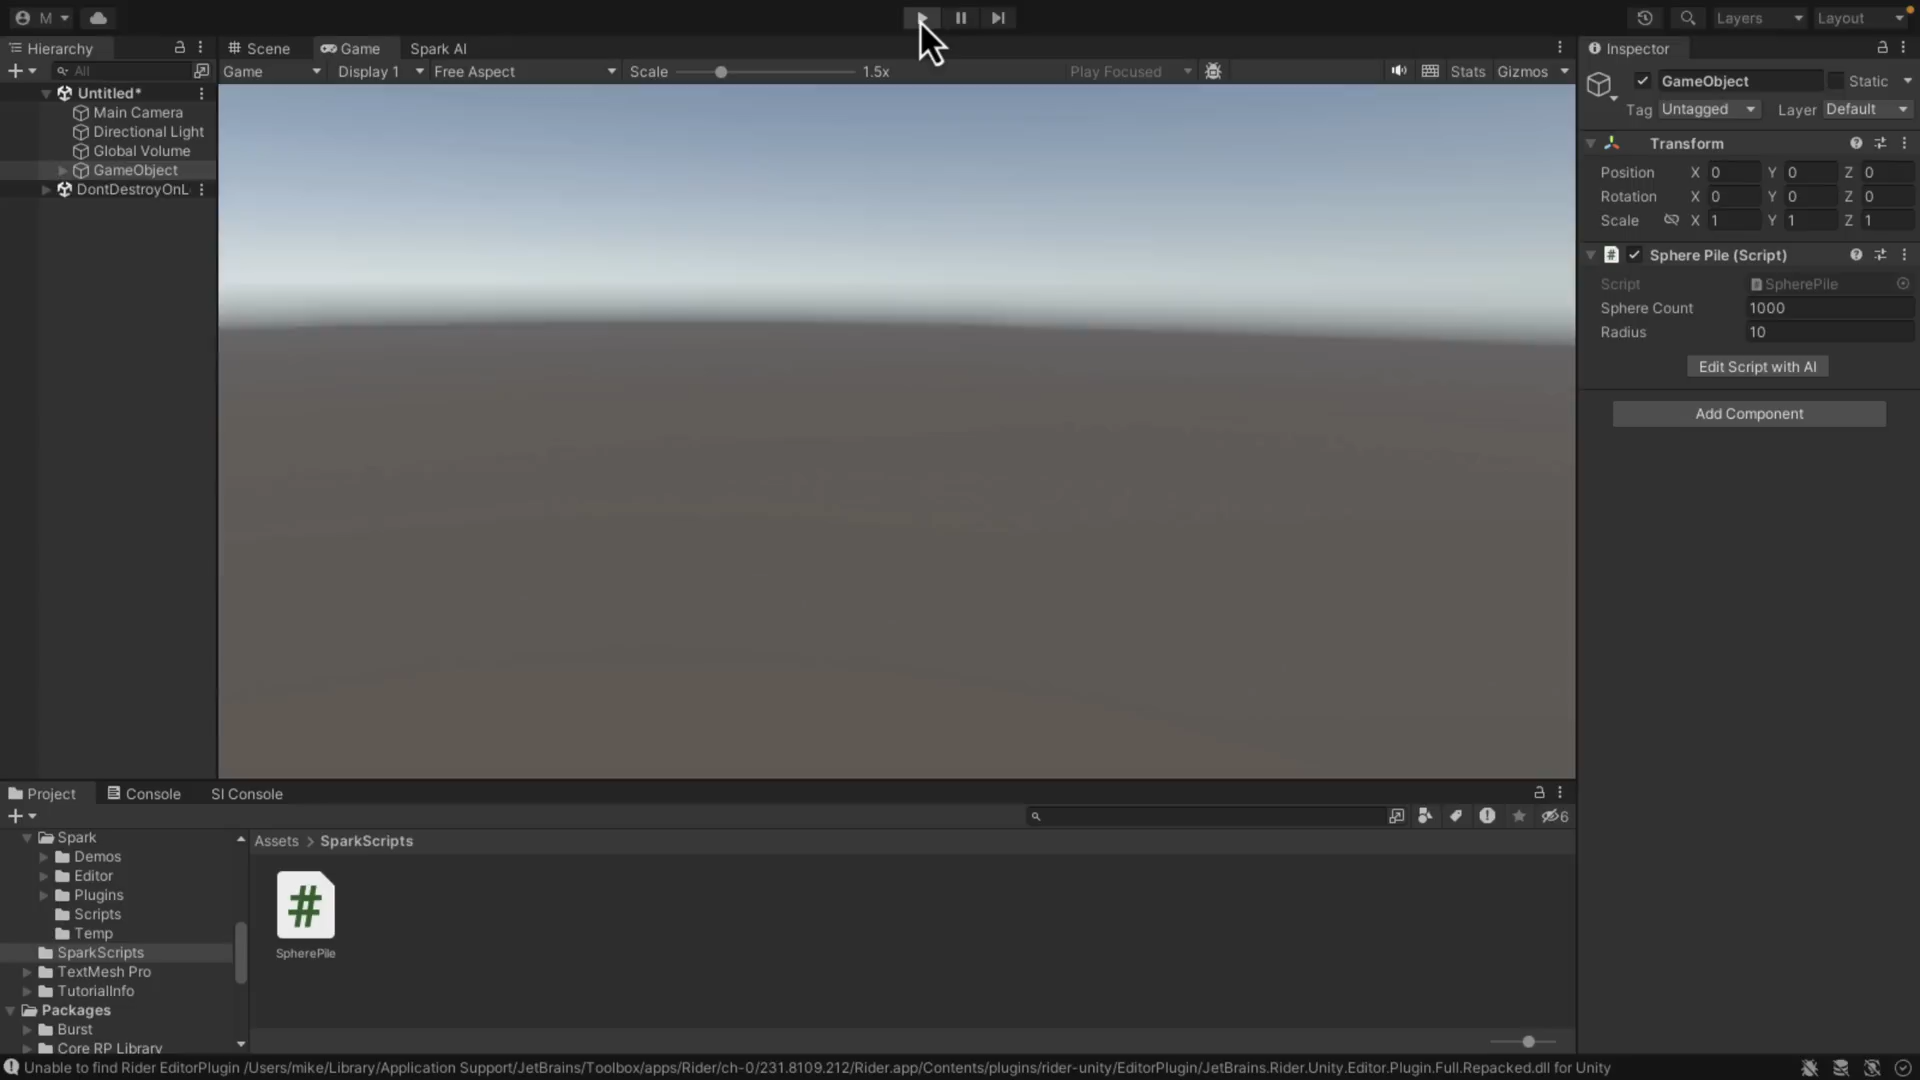 M
Layers
Layout
Hierarchy
Scene
Game
Spark AI
Inspector
All
Game
Display 1
Free Aspect
Scale
1.5x
Play Focused
Stats
Gizmos
GameObject
Static
Untitled*
Main Camera
Directional Light
Global Volume
GameObject
DontDestroyOnL
Tag Untagged
Layer Default
Transform
Position X 0 Y 0 Z 0
Rotation X 0 Y 0 Z 0
Scale X 1 Y 1 Z 1
# Sphere Pile (Script)
Script SpherePile
Sphere Count 1000
Radius 10
Edit Script with AI
Add Component
Project
Console
SI Console
6
Spark
Demos
Editor
Plugins
Scripts
Temp
SparkScripts
TextMesh Pro
TutorialInfo
Packages
Burst
Core RP Library
Assets > SparkScripts
#
SpherePile
Unable to find Rider EditorPlugin /Users/mike/Library/Application Support/JetBrains/Toolbox/apps/Rider/ch-0/231.8109.212/Rider.app/Contents/plugins/rider-unity/EditorPlugin/JetBrains.Rider.Unity.Editor.Plugin.Full.Repacked.dll for Unity